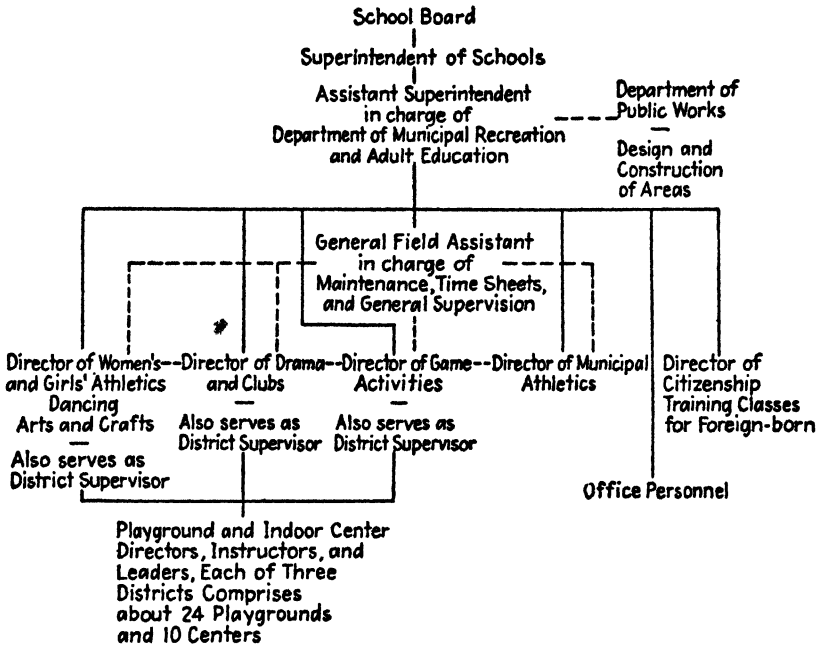 School Board
Superintendent of Schools
Assistant Superintendent
in charge of
Department of Municipal Recreation
and Adult Education
Department of
Public Works
Design and
Construction
of Areas
General Field Assistant
in charge of
Maintenance, Time Sheets,
and General Supervision
Director of Women's
and Girls' Athletics
Dancing
Arts and Crafts
Also serves as
District Supervisor
Director of Drama
and Clubs
Also serves as
District Supervisor
Director of Game
Activities
Also serves as
District Supervisor
Director of Municipal
Athletics
Director of
Citizenship
Training Classes
for Foreign-born
Office Personnel
Playground and Indoor Center
Directors, Instructors, and
Leaders, Each of Three
Districts Comprises
about 24 Playgrounds
and 10 Centers